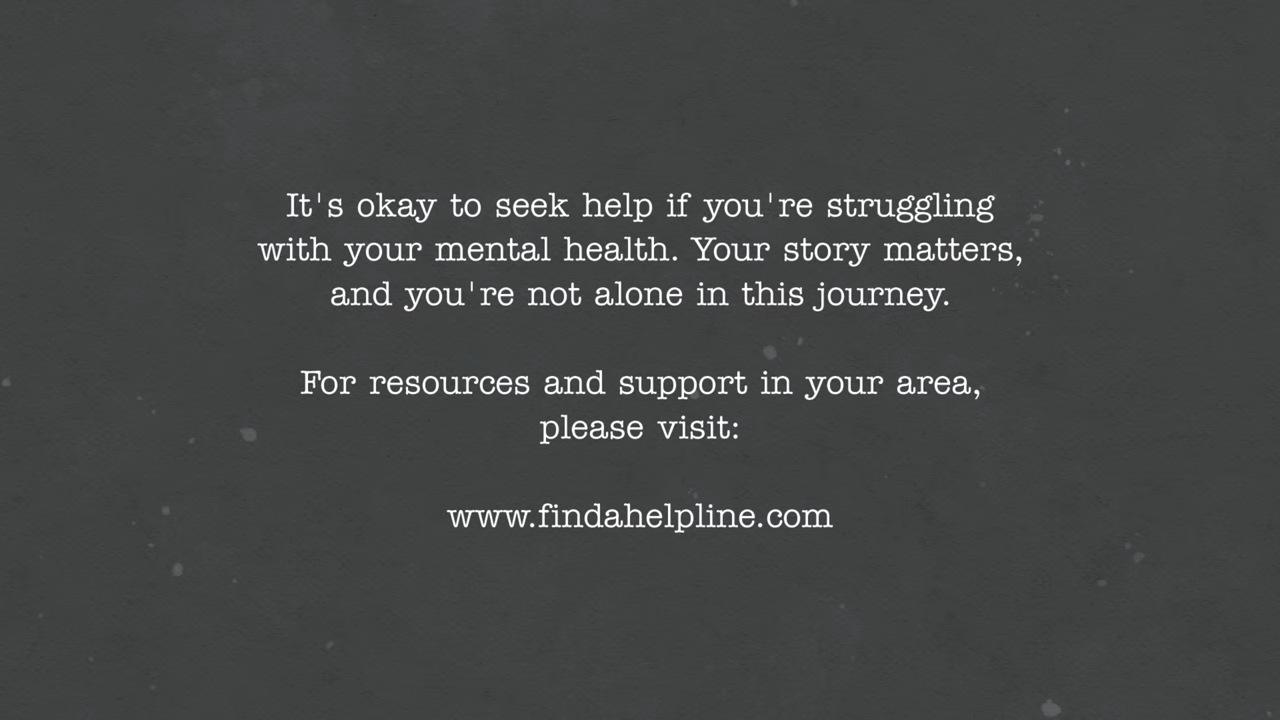 It's okay to seek help if you're struggling
with your mental health. Your story matters,
and you're not alone in this journey.
For resources and support in your area,
please visit:
www.findahelpline.com